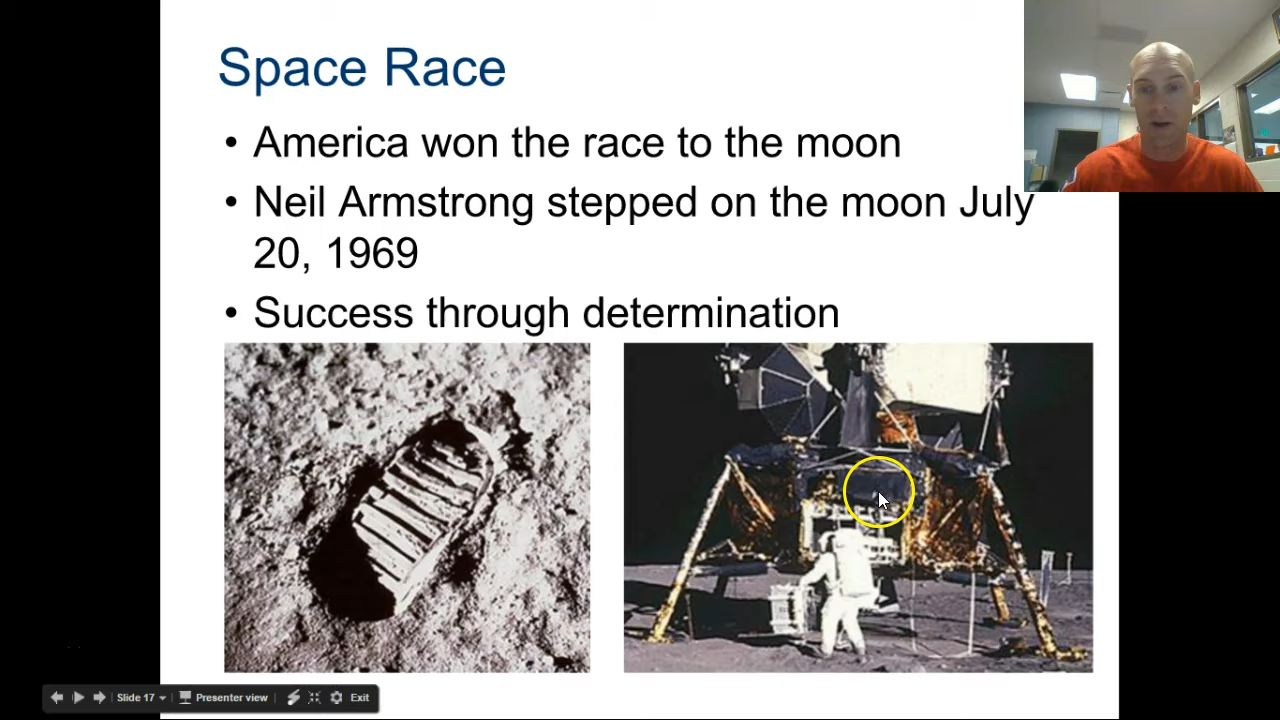 Space Race
• America won the race to the moon
• Neil Armstrong stepped on the moon July
20, 1969
• Success through determination
Slide 17
Presenter view
Exit